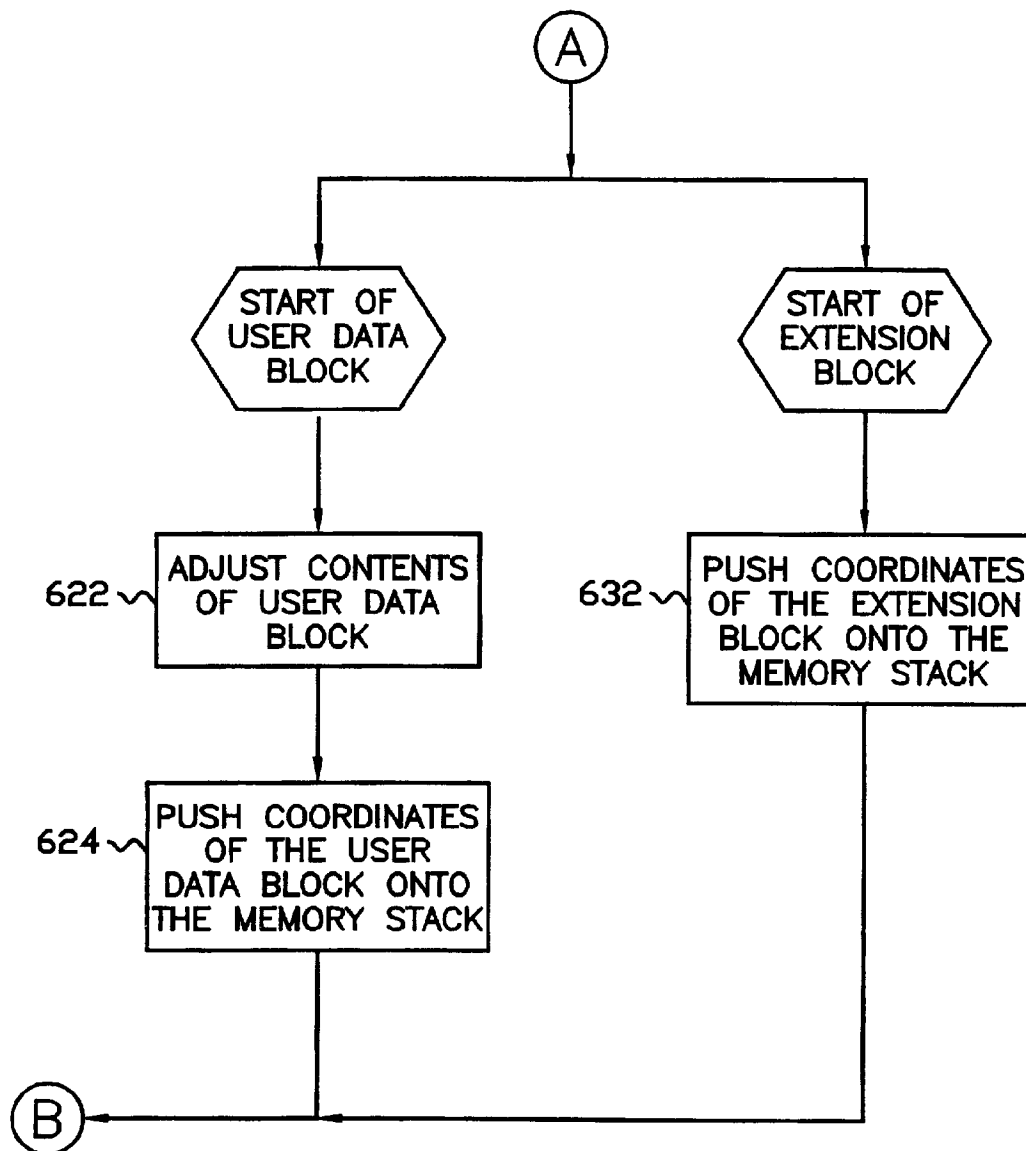 A
START OF
USER DATA
BLOCK
START OF
EXTENSION
BLOCK
622
ADJUST CONTENTS
OF USER DATA
BLOCK
632
PUSH COORDINATES
OF THE EXTENSION
BLOCK ONTO THE
MEMORY STACK
624
PUSH COORDINATES
OF THE USER
DATA BLOCK ONTO
THE MEMORY STACK
B